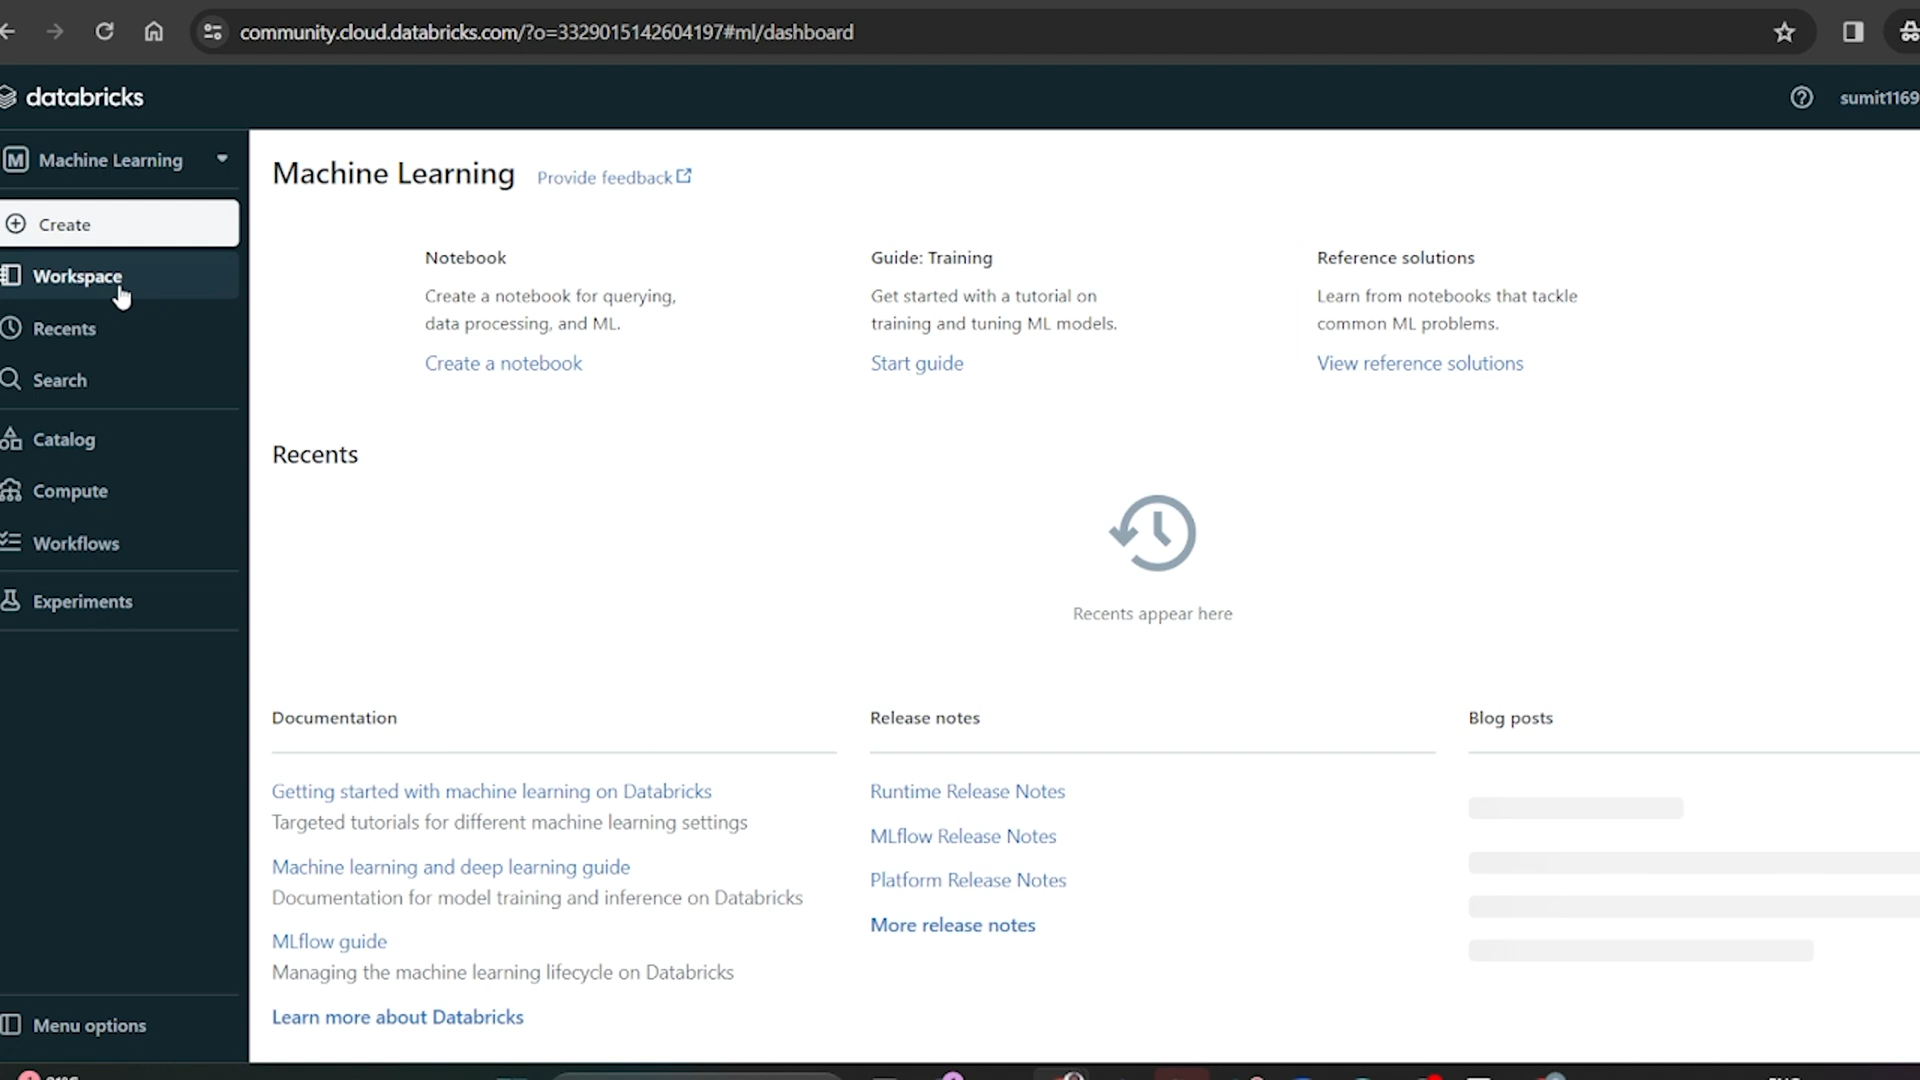 community.cloud.databricks.com/?o=3329015142604197#ml/dashboard
databricks
sumit1169
M Machine Learning
Create
Workspace
Recents
Search
Catalog
Compute
Workflows
Experiments
Menu options
Machine Learning Provide feedback
Notebook
Create a notebook for querying,
data processing, and ML.
Create a notebook
Guide: Training
Get started with a tutorial on
training and tuning ML models.
Start guide
Reference solutions
Learn from notebooks that tackle
common ML problems.
View reference solutions
Recents
Recents appear here
Documentation
Getting started with machine learning on Databricks
Targeted tutorials for different machine learning settings
Machine learning and deep learning guide
Documentation for model training and inference on Databricks
MLflow guide
Managing the machine learning lifecycle on Databricks
Learn more about Databricks
Release notes
Runtime Release Notes
MLflow Release Notes
Platform Release Notes
More release notes
Blog posts